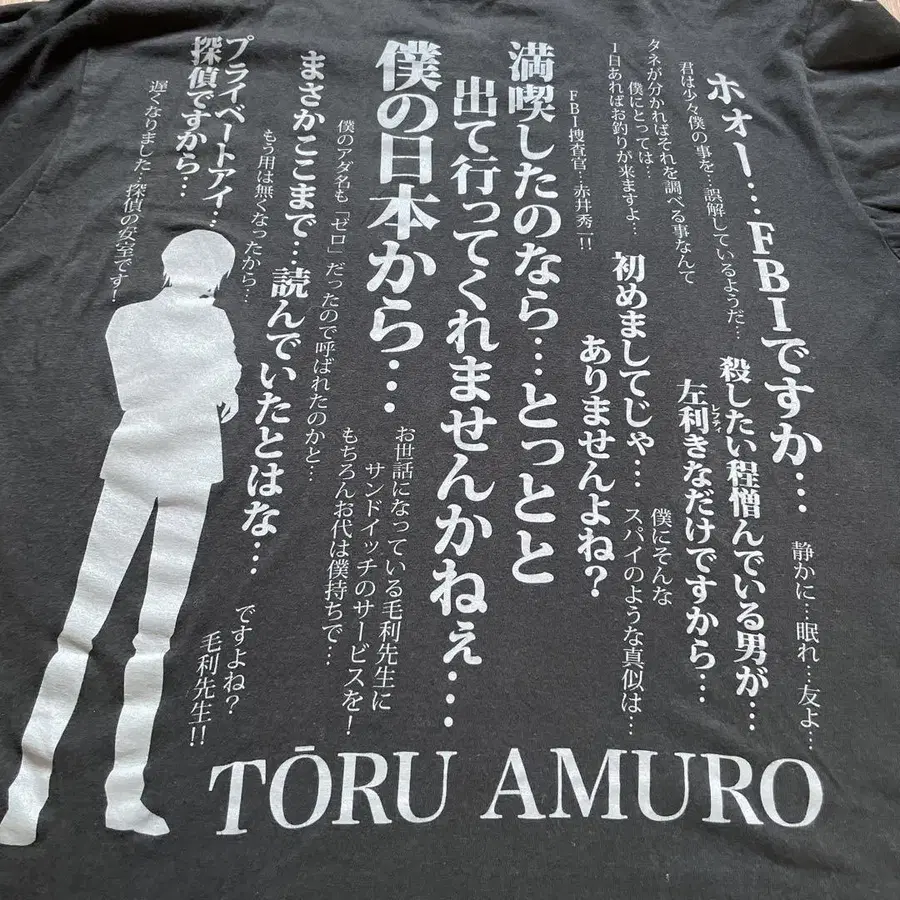 ホォー…FBIですか…
静かに…眠れ…友よ…
君は少々僕の事を…誤解しているようだ…
殺したい程憎んでいる男が…
左利きなだけですから…
レフティ
タネが分かればそれを調べる事なんて
僕にとっては…
1日あればお釣りが来ますよ…
初めましてじゃ…
ありませんよね?
僕にそんな
スパイのような真似は…
FBI捜査官…赤井秀一!!
満喫したのなら…とっとと
出て行ってくれませんかねぇ…
僕の日本から…
お世話になっている毛利先生に
サンドイッチのサービスを!
もちろんお代は僕持ちで…
僕のアダ名も「ゼロ」だったので呼ばれたのかと…
まさかここまで…読んでいたとはな…
もう用は無くなったから…
プライベートアイ…
探偵ですから…
ですよね?
毛利先生!!
遅くなりました…探偵の安室です!
TŌRU AMURO